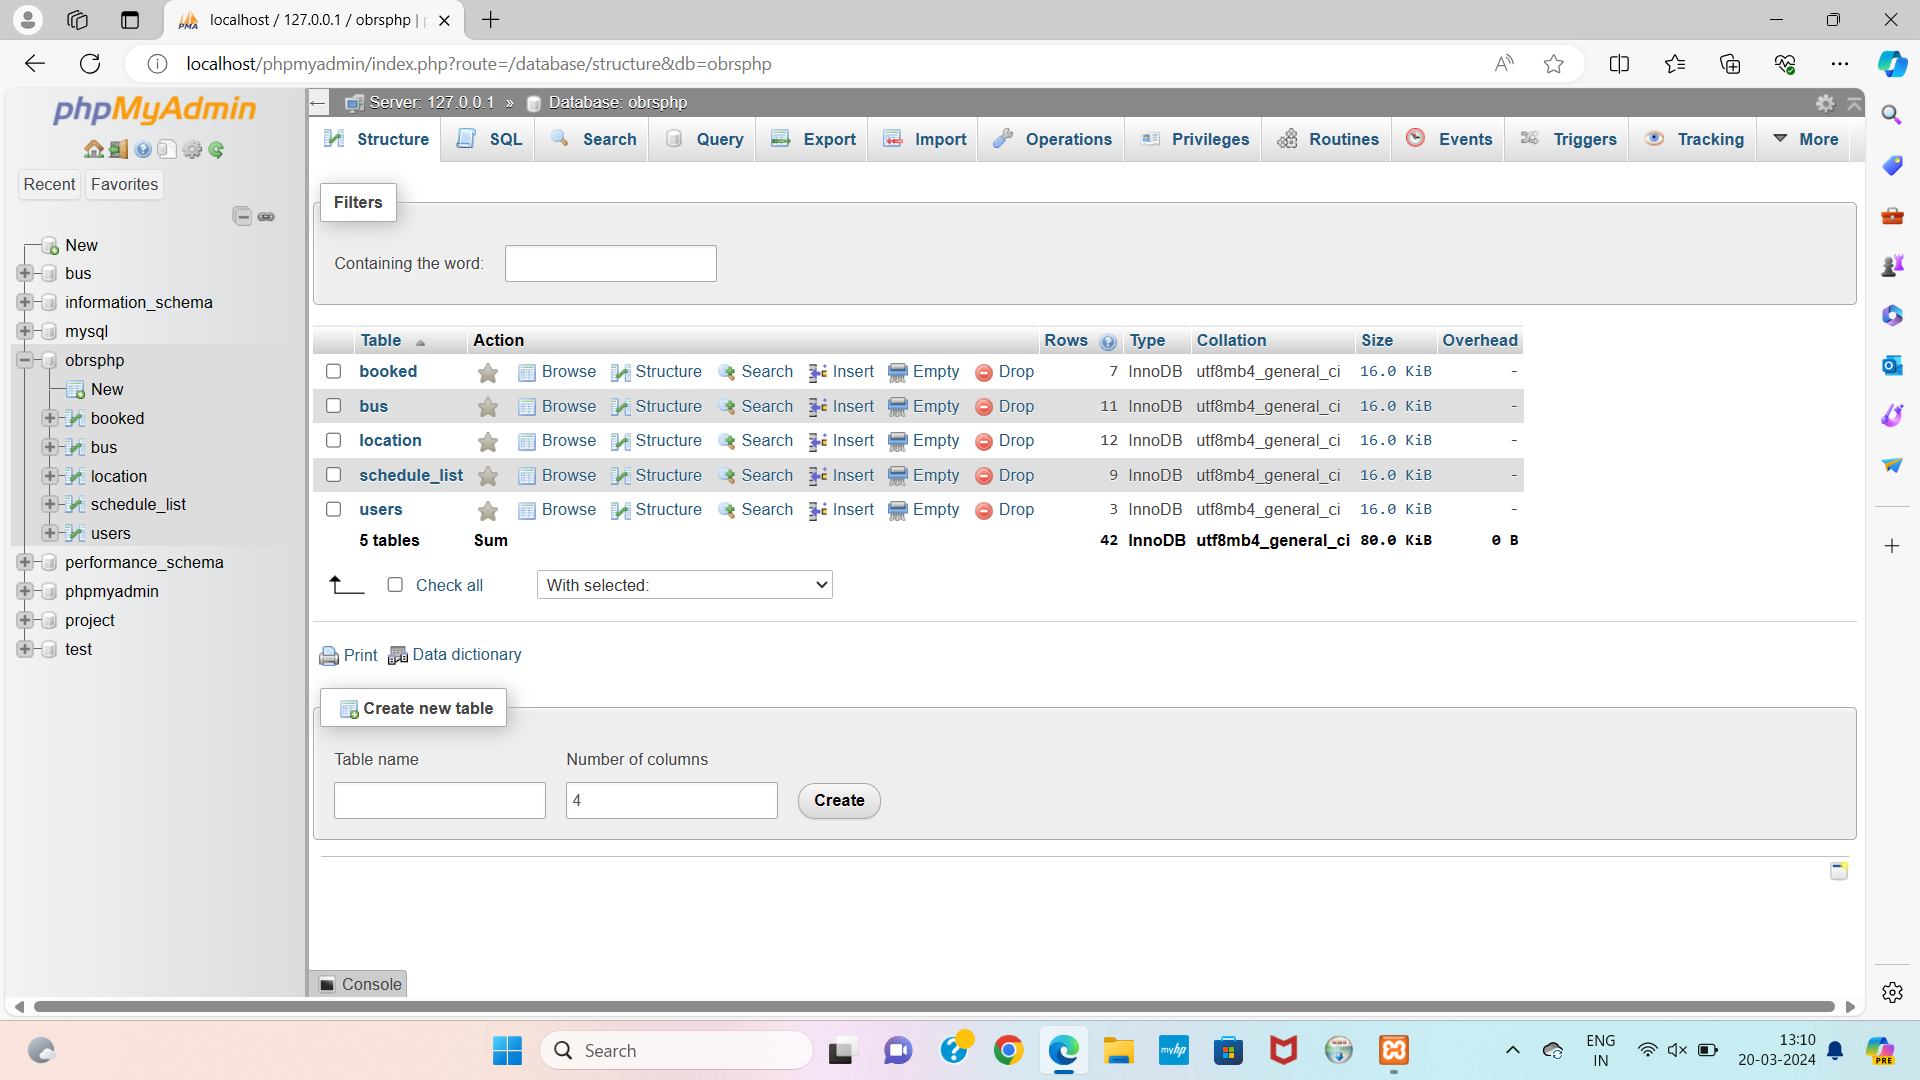 localhost / 127.0.0.1 / obrsphp |
localhost/phpmyadmin/index.php?route=/database/structure&db=obrsphp
phpMyAdmin
Recent Favorites
New
bus
information_schema
mysql
obrsphp
New
booked
bus
location
schedule_list
users
performance_schema
phpmyadmin
project
test
Server: 127.0.0.1 » Database: obrsphp
Structure SQL Search Query Export Import Operations Privileges Routines Events Triggers Tracking More
Filters
Containing the word:
Table Action Rows Type Collation Size Overhead
booked Browse Structure Search Insert Empty Drop 7 InnoDB utf8mb4_general_ci 16.0 KiB -
bus Browse Structure Search Insert Empty Drop 11 InnoDB utf8mb4_general_ci 16.0 KiB -
location Browse Structure Search Insert Empty Drop 12 InnoDB utf8mb4_general_ci 16.0 KiB -
schedule_list Browse Structure Search Insert Empty Drop 9 InnoDB utf8mb4_general_ci 16.0 KiB -
users Browse Structure Search Insert Empty Drop 3 InnoDB utf8mb4_general_ci 16.0 KiB -
5 tables Sum 42 InnoDB utf8mb4_general_ci 80.0 KiB 0 B
Check all With selected:
Print Data dictionary
Create new table
Table name Number of columns
4 Create
Console
Search
myhp
ENG
IN
13:10
20-03-2024
PRE